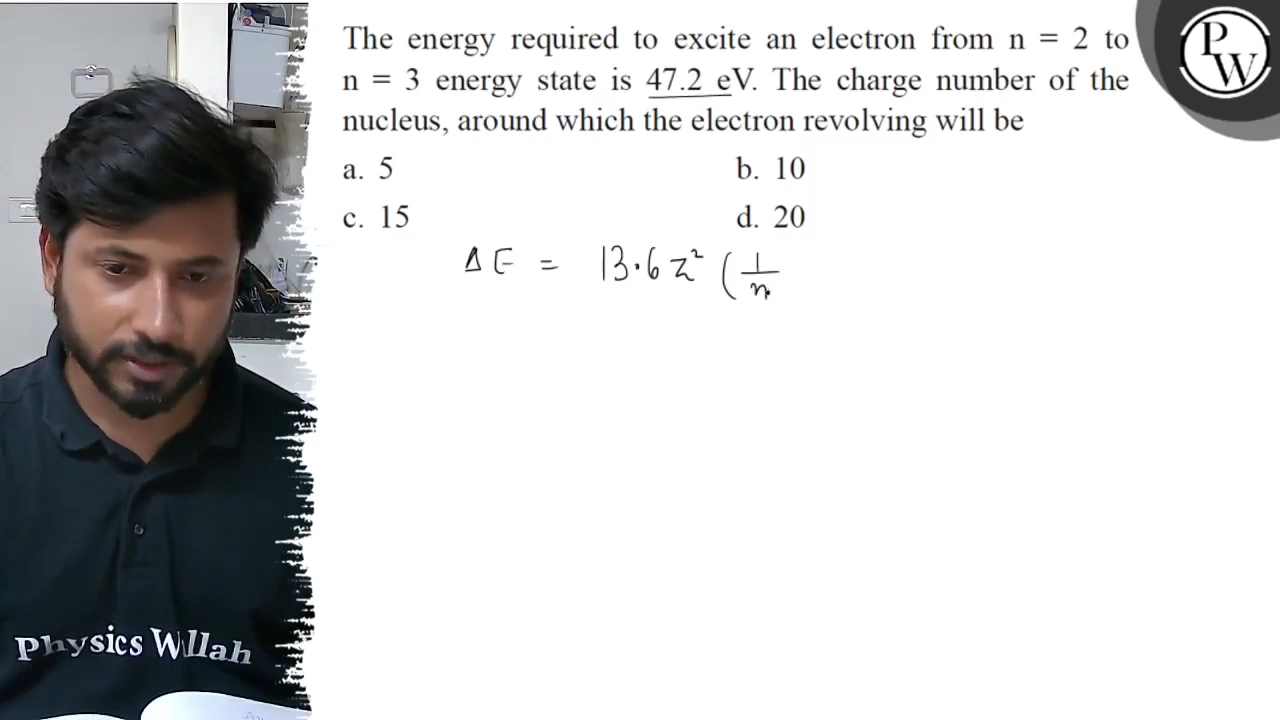 The energy required to excite an electron from n = 2 to
n = 3 energy state is 47.2 eV. The charge number of the
nucleus, around which the electron revolving will be
a. 5
b. 10
c. 15
d. 20
ΔE = 13.6 z² (1/n
PW
Physics Wallah